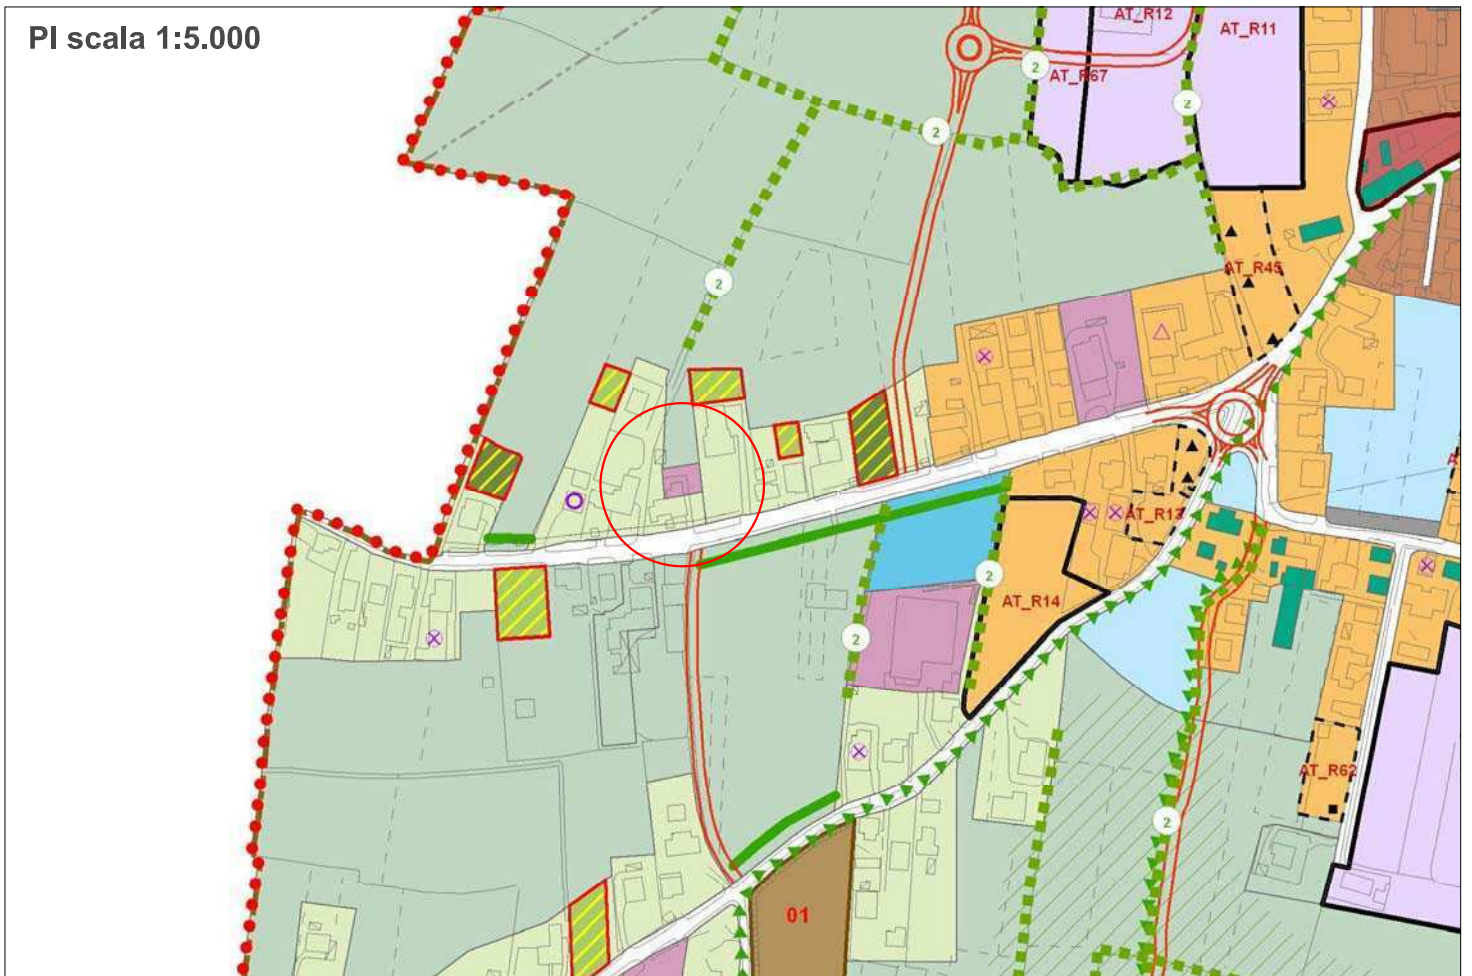 PI scala 1:5.000
AT_R12
AT_R11
2
AT_R67
2
2
AT_R45
2
AT_R13
2
AT_R14
2
AT_R62
2
01